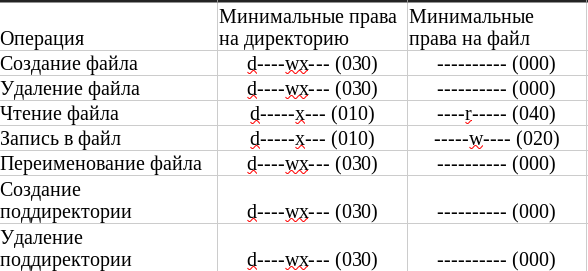 Операция Минимальные права на директорию Минимальные права на файл
Создание файла d----wx--- (030) ---------- (000)
Удаление файла d----wx--- (030) ---------- (000)
Чтение файла d-----x--- (010) ----r----- (040)
Запись в файл d-----x--- (010) -----w---- (020)
Переименование файла d----wx--- (030) ---------- (000)
Создание
поддиректории d----wx--- (030) ---------- (000)
Удаление
поддиректории d----wx--- (030) ---------- (000)